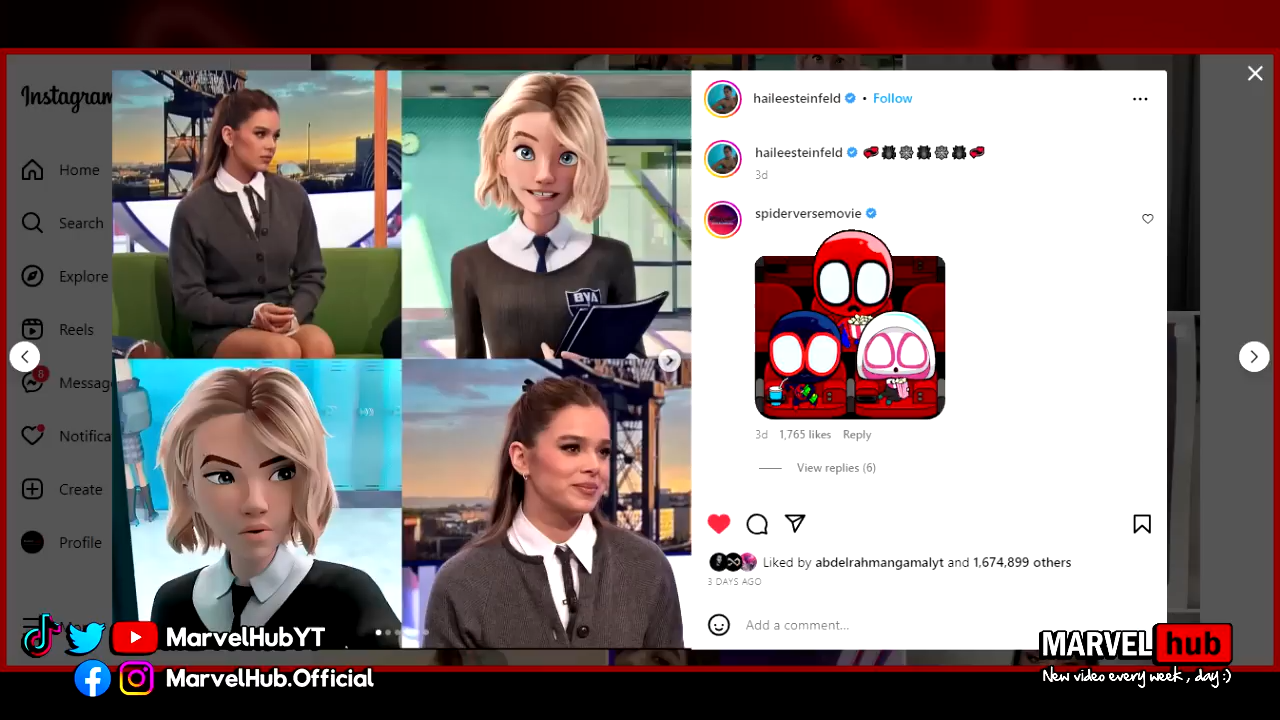 Instagram
Home
Search
Explore
Reels
8
Messag
Notifica
Create
Profile
BVA
haileesteinfeld • Follow
haileesteinfeld
3d
spiderversemovie
3d 1,765 likes Reply
View replies (6)
Liked by abdelrahmangamalyt and 1,674,899 others
3 DAYS AGO
Add a comment...
MarvelHubYT
MarvelHub.Official
MARVEL hub
New video every week , day :)